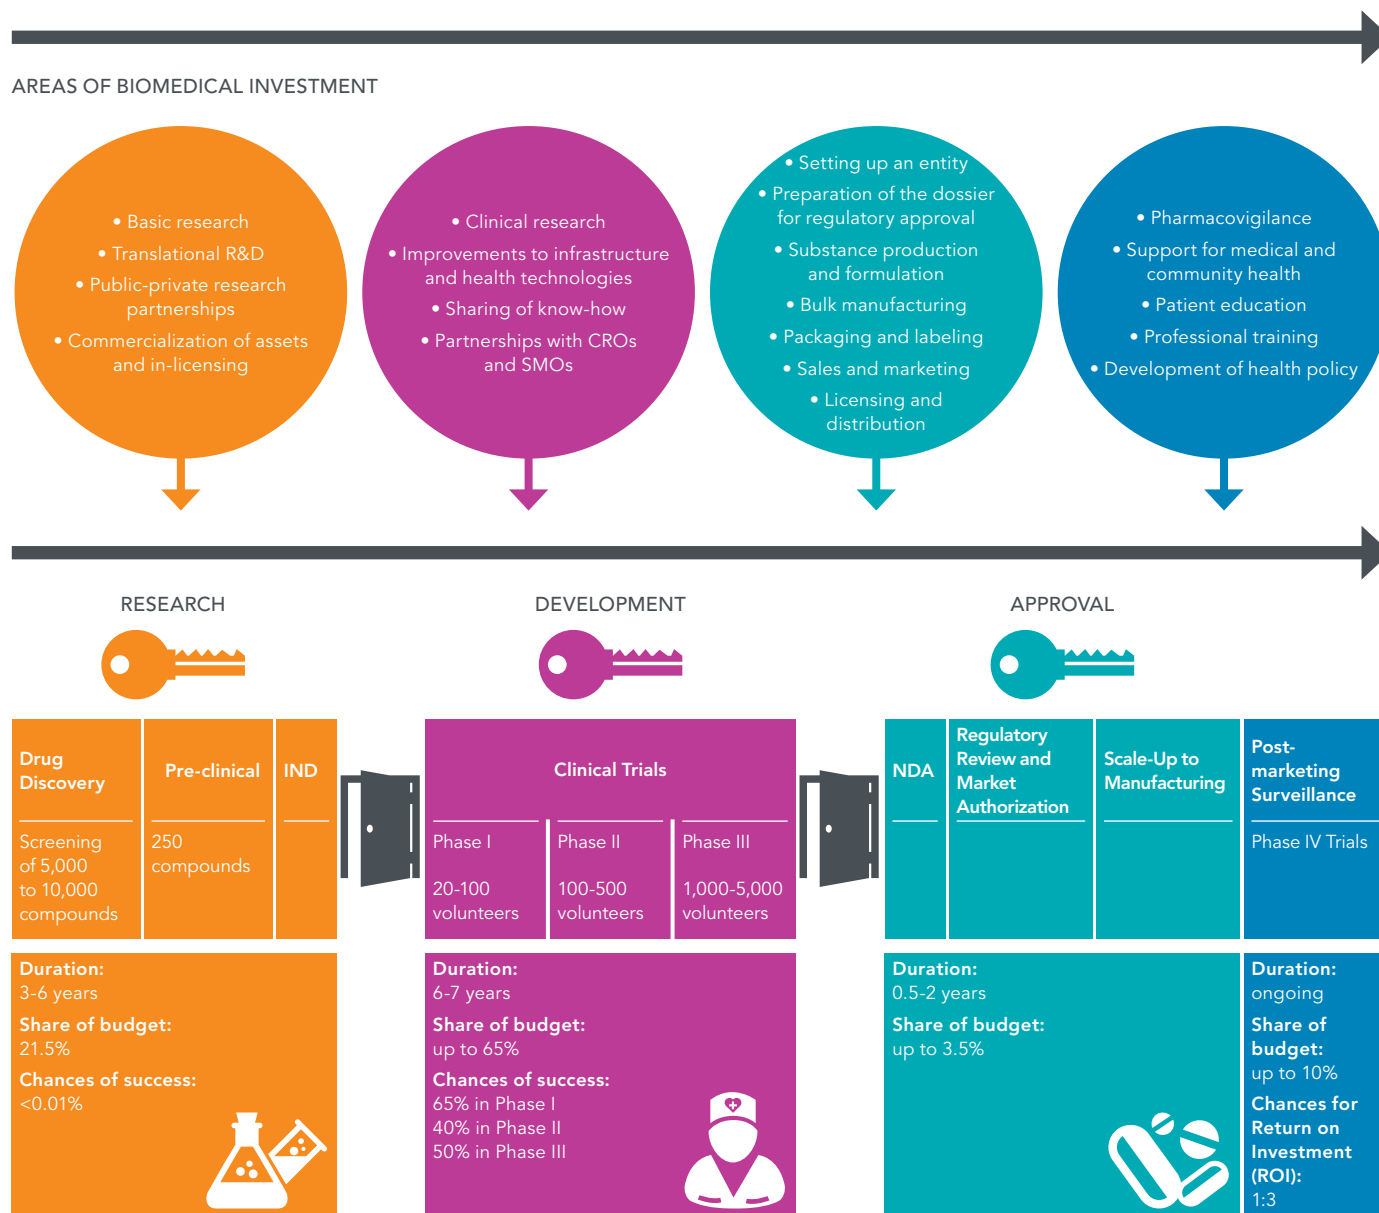 AREAS OF BIOMEDICAL INVESTMENT
• Basic research
• Translational R&D
• Public-private research
partnerships
• Commercialization of assets
and in-licensing
• Clinical research
• Improvements to infrastructure
and health technologies
• Sharing of know-how
• Partnerships with CROs
and SMOs
• Setting up an entity
• Preparation of the dossier
for regulatory approval
• Substance production
and formulation
• Bulk manufacturing
• Packaging and labeling
• Sales and marketing
• Licensing and
distribution
• Pharmacovigilance
• Support for medical and
community health
• Patient education
• Professional training
• Development of health policy
RESEARCH
DEVELOPMENT
APPROVAL
Drug
Discovery
Screening
of 5,000
to 10,000
compounds
Pre-clinical
250
compounds
IND
Clinical Trials
Phase I
20-100
volunteers
Phase II
100-500
volunteers
Phase III
1,000-5,000
volunteers
NDA
Regulatory
Review and
Market
Authorization
Scale-Up to
Manufacturing
Post-
marketing
Surveillance
Phase IV Trials
Duration:
3-6 years
Share of budget:
21.5%
Chances of success:
<0.01%
Duration:
6-7 years
Share of budget:
up to 65%
Chances of success:
65% in Phase I
40% in Phase II
50% in Phase III
Duration:
0.5-2 years
Share of budget:
up to 3.5%
Duration:
ongoing
Share of
budget:
up to 10%
Chances for
Return on
Investment
(ROI):
1:3